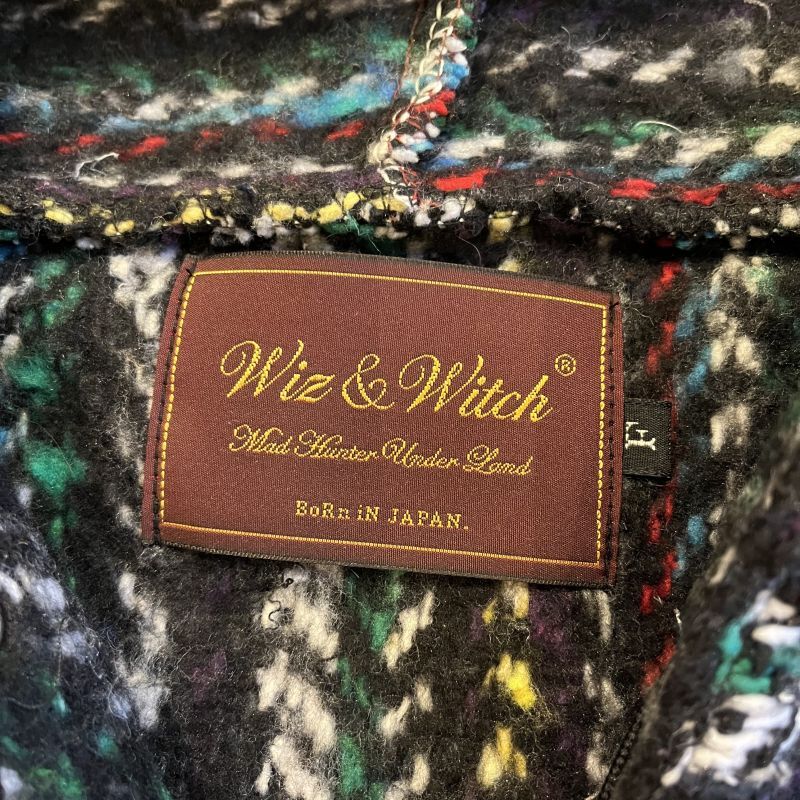 Wiz & Witch®
Mad Hunter Under Land
BoRn iN JAPAN.
L